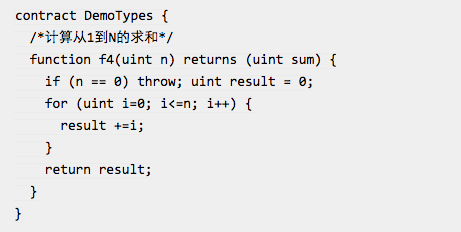 contract DemoTypes {
/*计算从1到N的求和*/
function f4(uint n) returns (uint sum) {
if (n == 0) throw; uint result = 0;
for (uint i=0; i<=n; i++) {
result +=i;
}
return result;
}
}